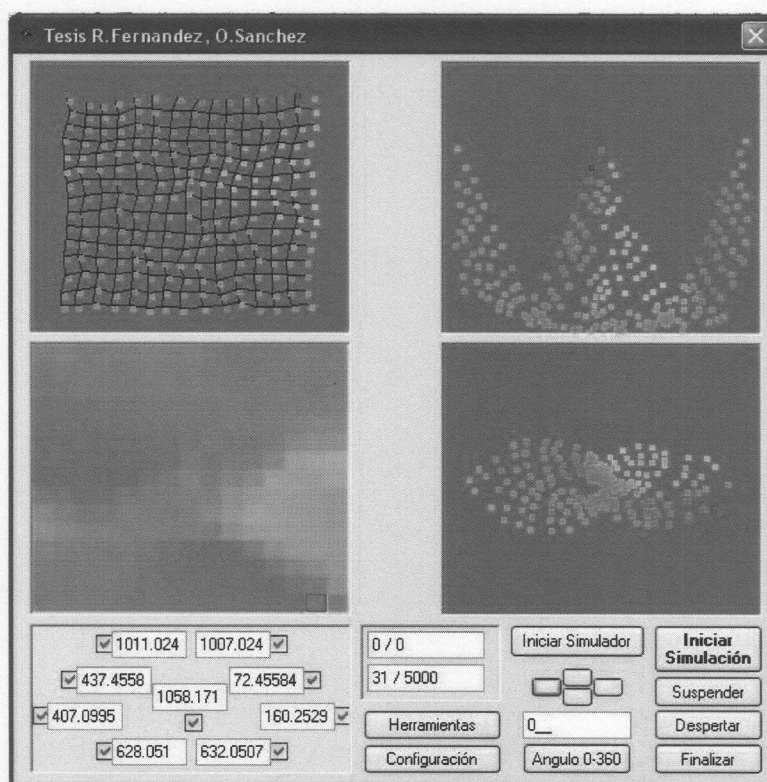 Tesis R.Fernandez, O.Sanchez
1011.024 1007.024
437.4558 72.45584
1058.171
407.0995 160.2529
628.051 632.0507
0 / 0
31 / 5000
Herramientas
Configuración
Iniciar Simulador
0__
Angulo 0-360
Iniciar Simulación
Suspender
Despertar
Finalizar